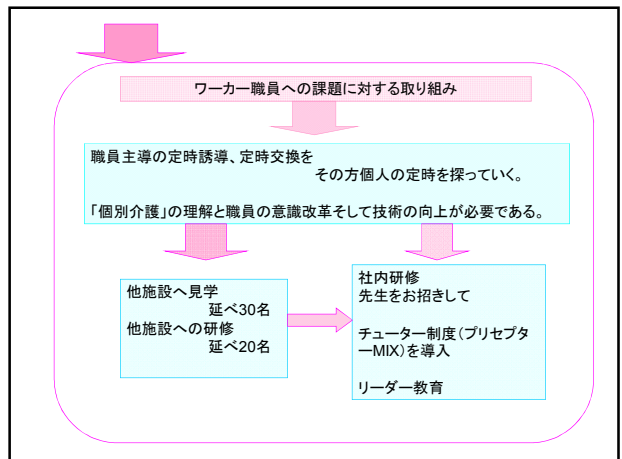 ワーカー職員への課題に対する取り組み
職員主導の定時誘導、定時交換を
その方個人の定時を探っていく。
「個別介護」の理解と職員の意識改革そして技術の向上が必要である。
他施設へ見学
延べ30名
他施設への研修
延べ20名
社内研修
先生をお招きして
チューター制度(プリセプタ
ーMIX)を導入
リーダー教育